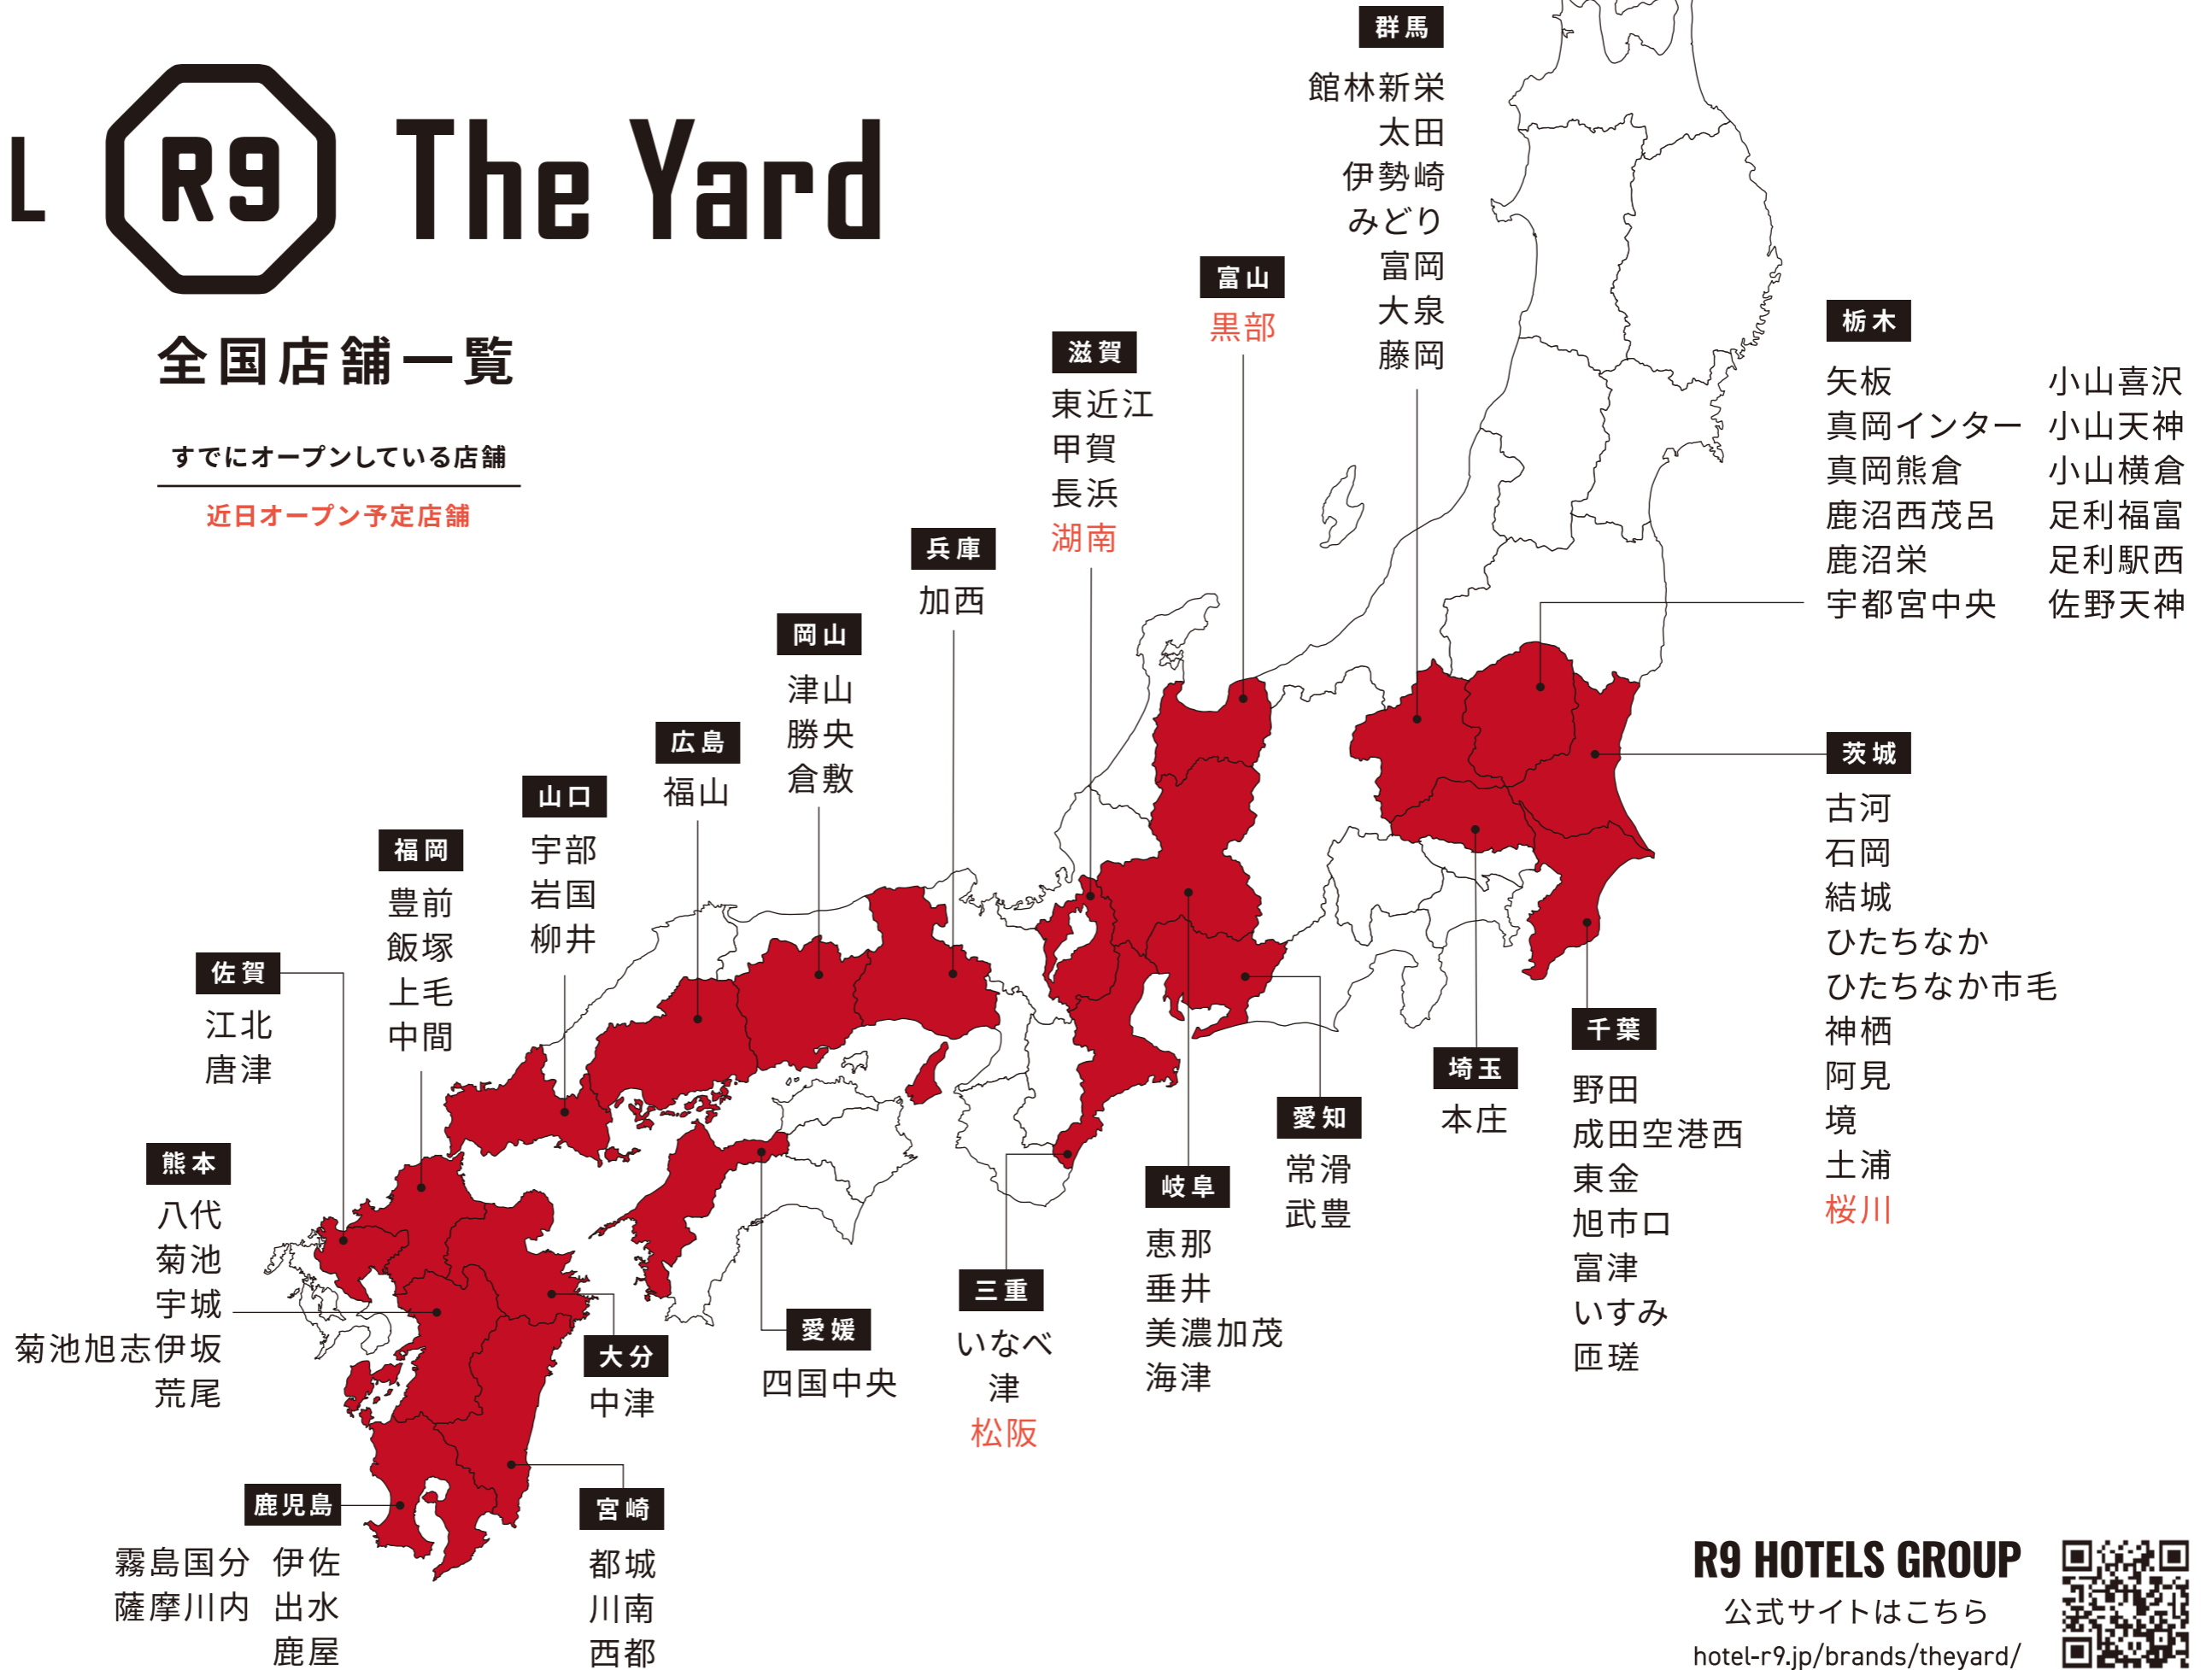 L R9 The Yard
全国店舗一覧
すでにオープンしている店舗
近日オープン予定店舗
群馬
館林新栄
太田
伊勢崎
みどり
富岡
大泉
藤岡
富山
黒部
滋賀
東近江
甲賀
長浜
湖南
兵庫
加西
岡山
津山
勝央
倉敷
広島
福山
山口
宇部
岩国
柳井
福岡
豊前
飯塚
上毛
中間
佐賀
江北
唐津
熊本
八代
菊池
宇城
菊池旭志伊坂
荒尾
鹿児島
霧島国分 伊佐
薩摩川内 出水
鹿屋
宮崎
都城
川南
西都
大分
中津
愛媛
四国中央
三重
いなべ
津
松阪
岐阜
恵那
垂井
美濃加茂
海津
愛知
常滑
武豊
埼玉
本庄
千葉
野田
成田空港西
東金
旭市口
富津
いすみ
匝瑳
栃木
矢板 小山喜沢
真岡インター 小山天神
真岡熊倉 小山横倉
鹿沼西茂呂 足利福富
鹿沼栄 足利駅西
宇都宮中央 佐野天神
茨城
古河
石岡
結城
ひたちなか
ひたちなか市毛
神栖
阿見
境
土浦
桜川
R9 HOTELS GROUP
公式サイトはこちら
hotel-r9.jp/brands/theyard/